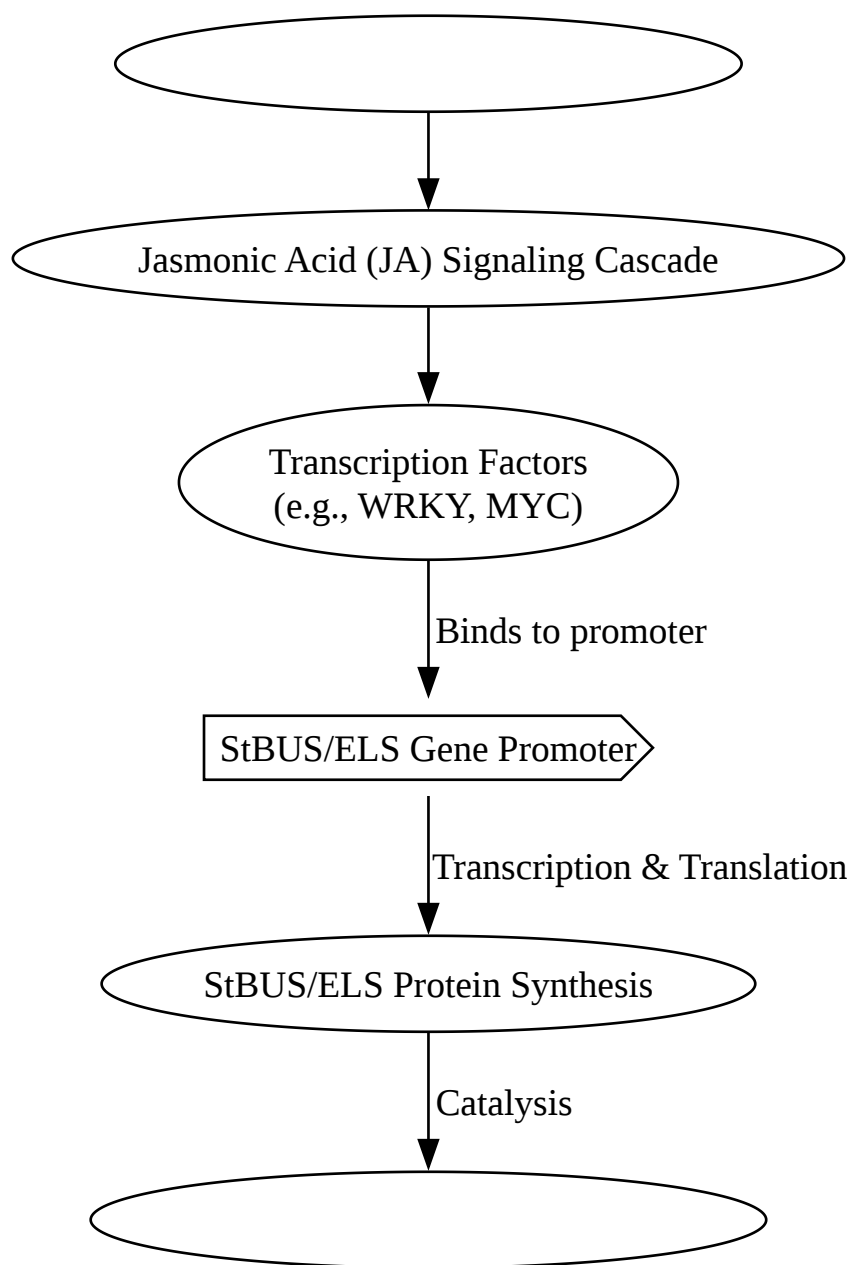 Jasmonic Acid (JA) Signaling Cascade
Transcription Factors
(e.g., WRKY, MYC)
Binds to promoter
StBUS/ELS Gene Promoter
Transcription & Translation
StBUS/ELS Protein Synthesis
Catalysis